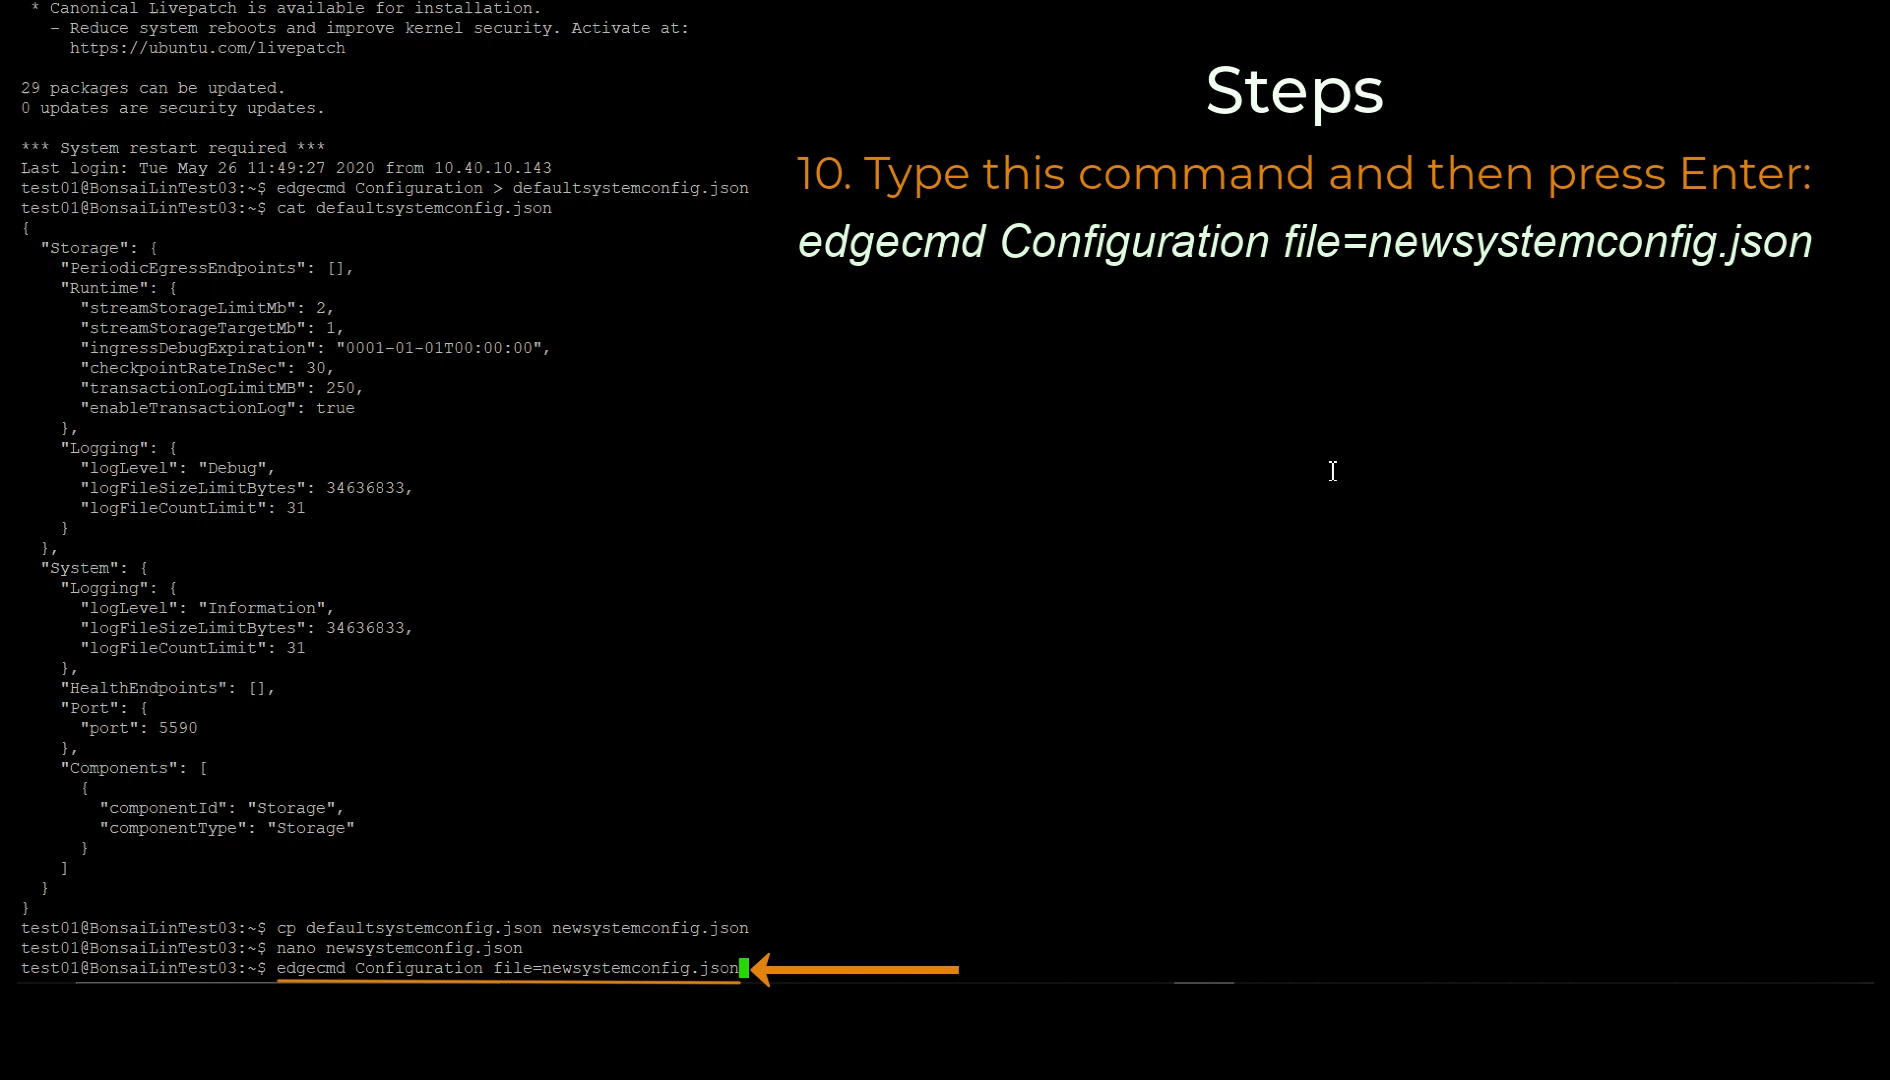 * Canonical Livepatch is available for installation.
- Reduce system reboots and improve kernel security. Activate at:
https://ubuntu.com/livepatch
29 packages can be updated.
0 updates are security updates.
*** System restart required ***
Last login: Tue May 26 11:49:27 2020 from 10.40.10.143
test01@BonsaiLinTest03:~$ edgecmd Configuration > defaultsystemconfig.json
test01@BonsaiLinTest03:~$ cat defaultsystemconfig.json
{
"Storage": {
"PeriodicEgressEndpoints": [],
"Runtime": {
"streamStorageLimitMb": 2,
"streamStorageTargetMb": 1,
"ingressDebugExpiration": "0001-01-01T00:00:00",
"checkpointRateInSec": 30,
"transactionLogLimitMB": 250,
"enableTransactionLog": true
},
"Logging": {
"logLevel": "Debug",
"logFileSizeLimitBytes": 34636833,
"logFileCountLimit": 31
}
},
"System": {
"Logging": {
"logLevel": "Information",
"logFileSizeLimitBytes": 34636833,
"logFileCountLimit": 31
},
"HealthEndpoints": [],
"Port": {
"port": 5590
},
"Components": [
{
"componentId": "Storage",
"componentType": "Storage"
}
]
}
}
test01@BonsaiLinTest03:~$ cp defaultsystemconfig.json newsystemconfig.json
test01@BonsaiLinTest03:~$ nano newsystemconfig.json
test01@BonsaiLinTest03:~$ edgecmd Configuration file=newsystemconfig.json
Steps
10. Type this command and then press Enter:
edgecmd Configuration file=newsystemconfig.json